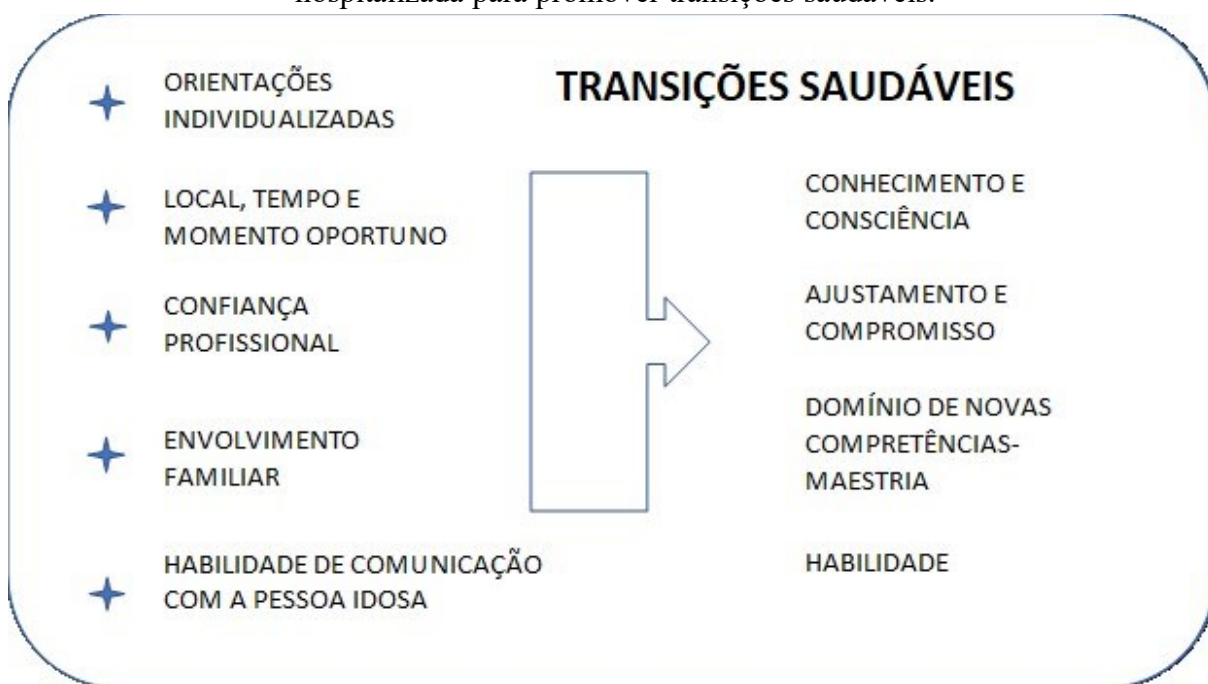 hospitalizada para promover transições saudáveis.
TRANSIÇÕES SAUDÁVEIS
ORIENTAÇÕES
INDIVIDUALIZADAS
LOCAL, TEMPO E
MOMENTO OPORTUNO
CONFIANÇA
PROFISSIONAL
ENVOLVIMENTO
FAMILIAR
HABILIDADE DE COMUNICAÇÃO
COM A PESSOA IDOSA
CONHECIMENTO E
CONSCIÊNCIA
AJUSTAMENTO E
COMPROMISSO
DOMÍNIO DE NOVAS
COMPRETÊNCIAS-
MAESTRIA
HABILIDADE